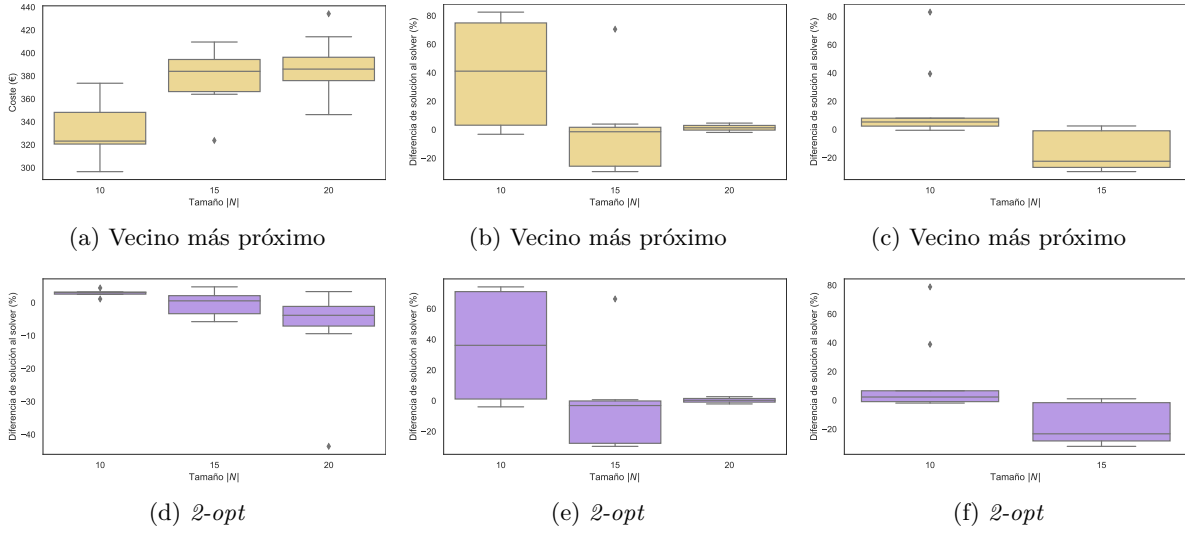 440
420
400
380
360
340
320
300
Coste (€)
10
15
20
Tamaño |N|
(a) Vecino más próximo
80
60
40
20
0
−20
Diferencia de solución al solver (%)
10
15
20
Tamaño |N|
(b) Vecino más próximo
80
60
40
20
0
−20
Diferencia de solución al solver (%)
10
15
Tamaño |N|
(c) Vecino más próximo
0
−10
−20
−30
−40
Diferencia de solución al solver (%)
10
15
20
Tamaño |N|
(d) 2-opt
60
40
20
0
−20
Diferencia de solución al solver (%)
10
15
20
Tamaño |N|
(e) 2-opt
80
60
40
20
0
−20
Diferencia de solución al solver (%)
10
15
Tamaño |N|
(f) 2-opt